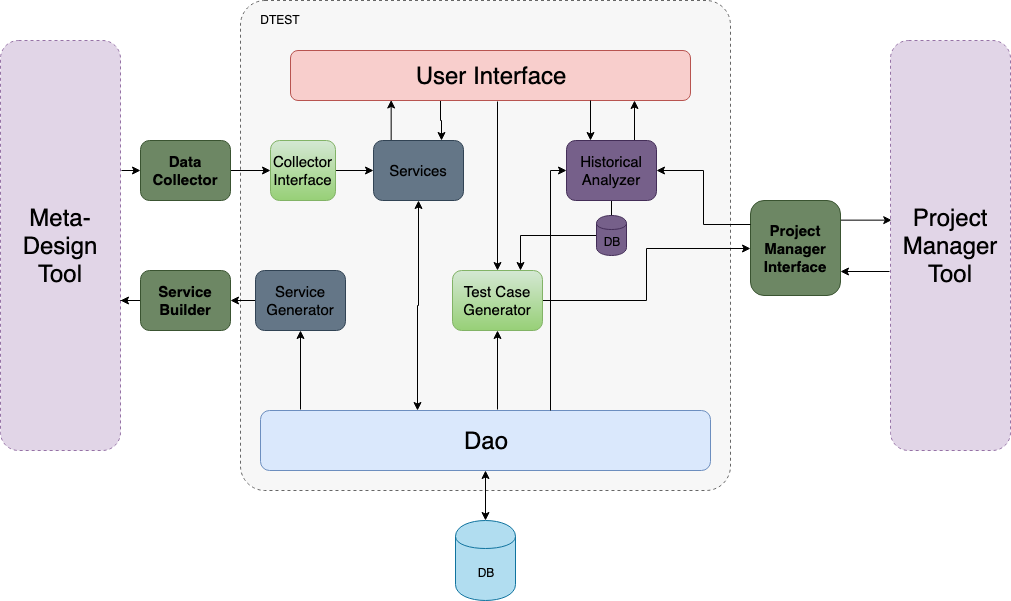 DTEST
User Interface
Data
Collector
Collector
Interface
Services
Historical
Analyzer
DB
Meta-
Design
Tool
Project
Manager
Interface
Project
Manager
Tool
Service
Builder
Service
Generator
Test Case
Generator
Dao
DB